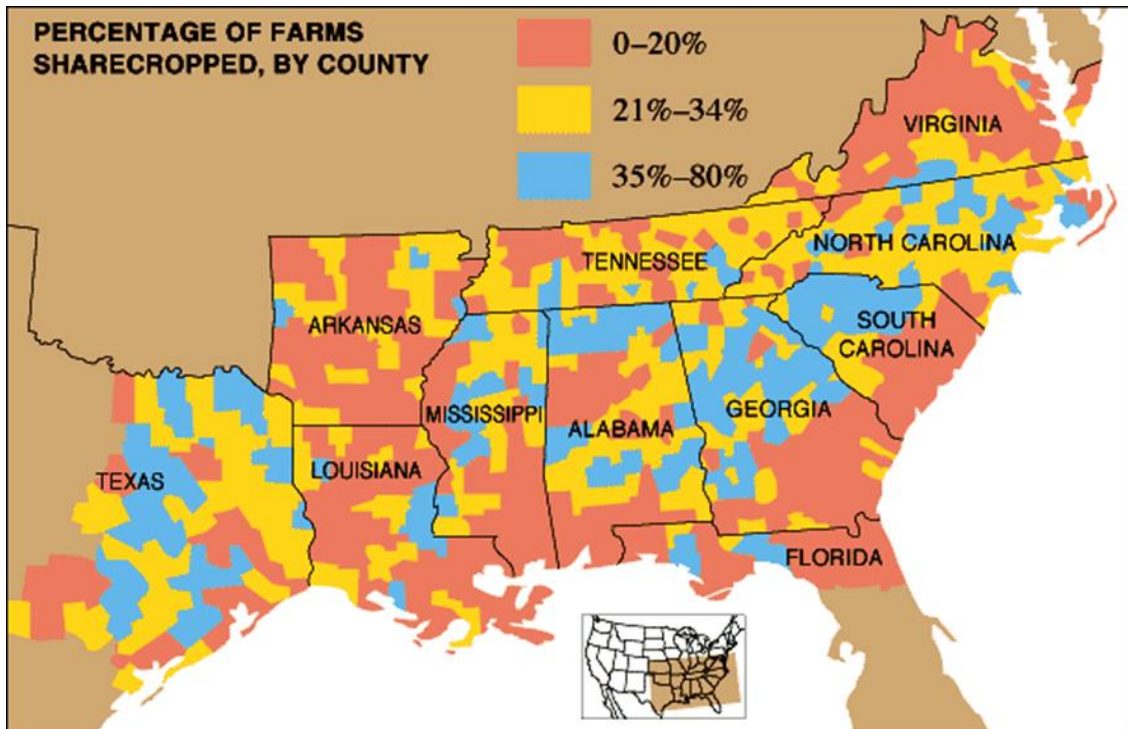 PERCENTAGE OF FARMS
SHARECROPPED, BY COUNTY
0–20%
21%–34%
35%–80%
VIRGINIA
NORTH CAROLINA
TENNESSEE
ARKANSAS
SOUTH
CAROLINA
MISSISSIPPI
ALABAMA
GEORGIA
TEXAS
LOUISIANA
FLORIDA